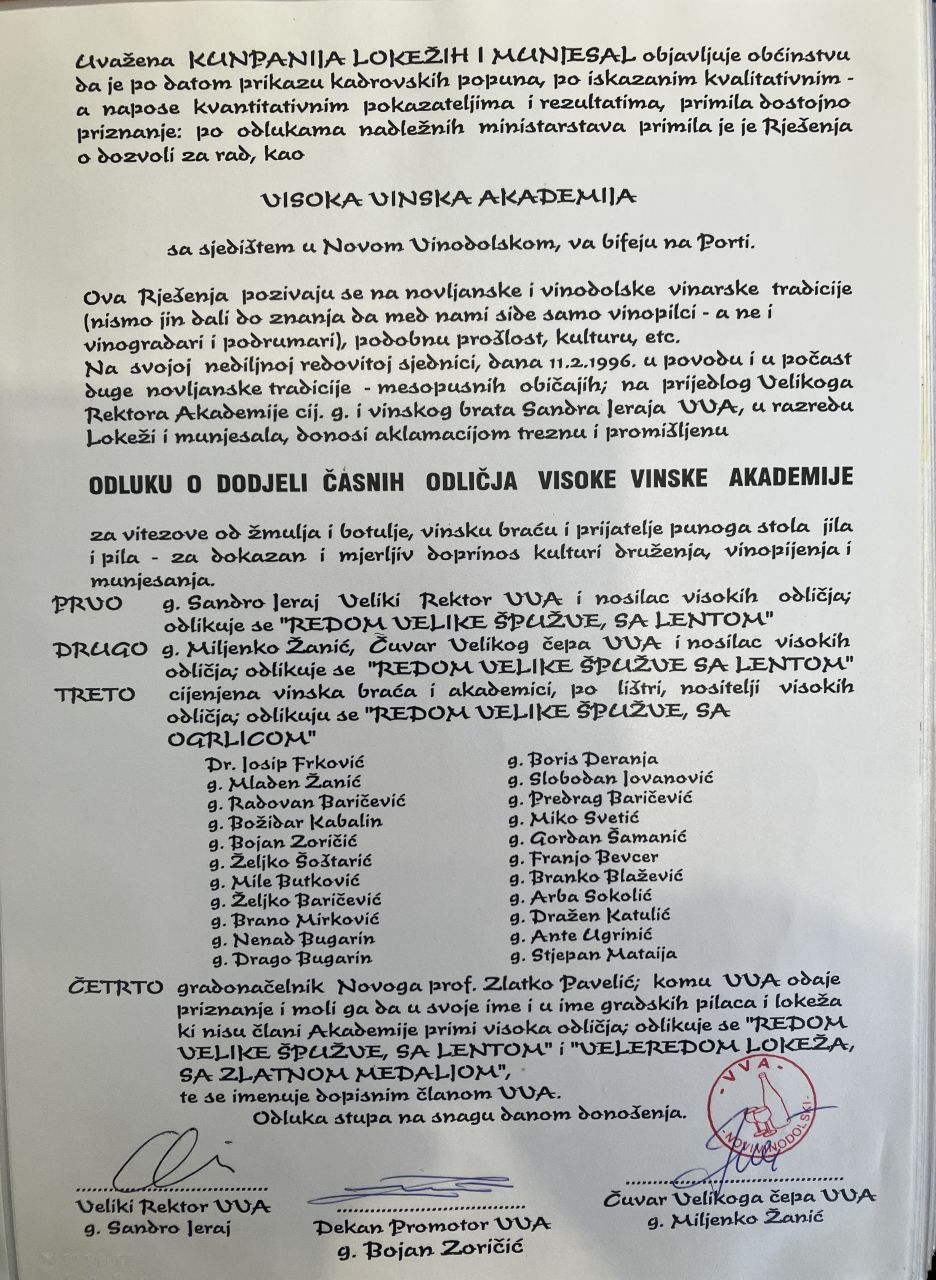 Uvažena KUNPANIJA LOKEŽIH I MUNJESAL objavljuje općinstvu
da je po datom prikazu kadrovskih popuna, po iskazanim kvalitativnim -
a napose kvantitativnim pokazateljima i rezultatima, primila dostojno
priznanje: po odlukama nadležnih ministarstava primila je je Rješenja
o dozvoli za rad, kao
VISOKA VINSKA AKADEMIJA
sa sjedištem u Novom Vinodolskom, va bifeju na Porti.
Ova Rješenja pozivaju se na novljanske i vinodolske vinarske tradicije
(nismo jin dali do znanja da med nami side samo vinopilci - a ne i
vinogradari i podrumari), podobnu prošlost, kulturu, etc.
Na svojoj nediljnoj redovitoj sjednici, dana 11.2.1996. u povodu i u počast
duge novljanske tradicije - mesopusnih običajih; na prijedlog Velikoga
Rektora Akademije cij. g. i vinskog brata Sandra Jeraja VVA, u razredu
Lokeži i munjesala, donosi aklamacijom treznu i promišljenu
ODLUKU O DODJELI ČASNIH ODLIČJA VISOKE VINSKE AKADEMIJE
za vitezove od žmulja i botulje, vinsku braću i prijatelje punoga stola jila
i pila - za dokazan i mjerljiv doprinos kulturi druženja, vinopijenja i
munjesanja.
PRVO g. Sandro Jeraj Veliki Rektor VVA i nosilac visokih odličja;
odlikuje se "REDOM VELIKE ŠPUŽVE, SA LENTOM"
DRUGO g. Miljenko Žanić, Čuvar Velikog čepa VVA i nosilac visokih
odličja; odlikuje se "REDOM VELIKE ŠPUŽVE SA LENTOM"
TRETO cijenjena vinska braća i akademici, po lištri, nositelji visokih
odličja; odlikuju se "REDOM VELIKE ŠPUŽVE, SA
OGRLICOM"
Dr. Josip Frković
g. Mladen Žanić
g. Radovan Baričević
g. Božidar Kabalin
g. Bojan Zoričić
g. Željko Šoštarić
g. Mile Butković
g. Željko Baričević
g. Brano Mirković
g. Nenad Bugarin
g. Drago Bugarin
g. Boris Deranja
g. Slobodan Jovanović
g. Predrag Baričević
g. Miko Svetić
g. Gordan Šamanić
g. Franjo Bevcer
g. Branko Blažević
g. Arba Sokolić
g. Dražen Katulić
g. Ante Ugrinić
g. Stjepan Mataija
ČETRTO gradonačelnik Novoga prof. Zlatko Pavelić; komu VVA odaje
priznanje i moli ga da u svoje ime i u ime gradskih pilaca i lokeža
ki nisu člani Akademije primi visoka odličja; odlikuje se "REDOM
VELIKE ŠPUŽVE, SA LENTOM" i "VELEREDOM LOKEŽA,
SA ZLATNOM MEDALJOM",
te se imenuje dopisnim članom VVA.
Odluka stupa na snagu danom donošenja.
- VVA -
Veliki Rektor VVA
g. Sandro Jeraj
Dekan Promotor VVA
g. Bojan Zoričić
Čuvar Velikoga čepa VVA
g. Miljenko Žanić